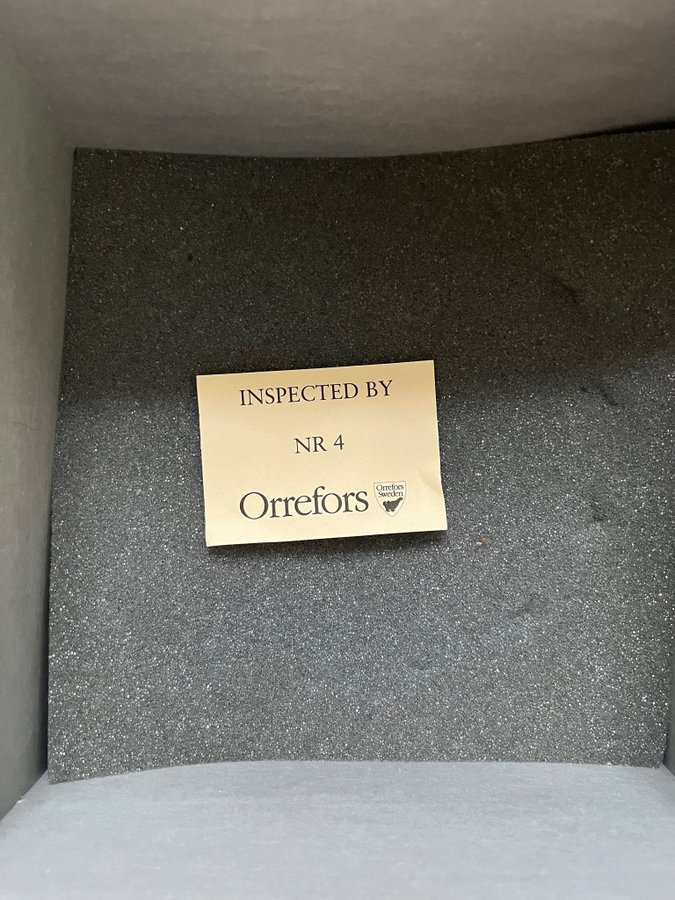 INSPECTED BY
NR 4
Orrefors
Orrefors
Sweden